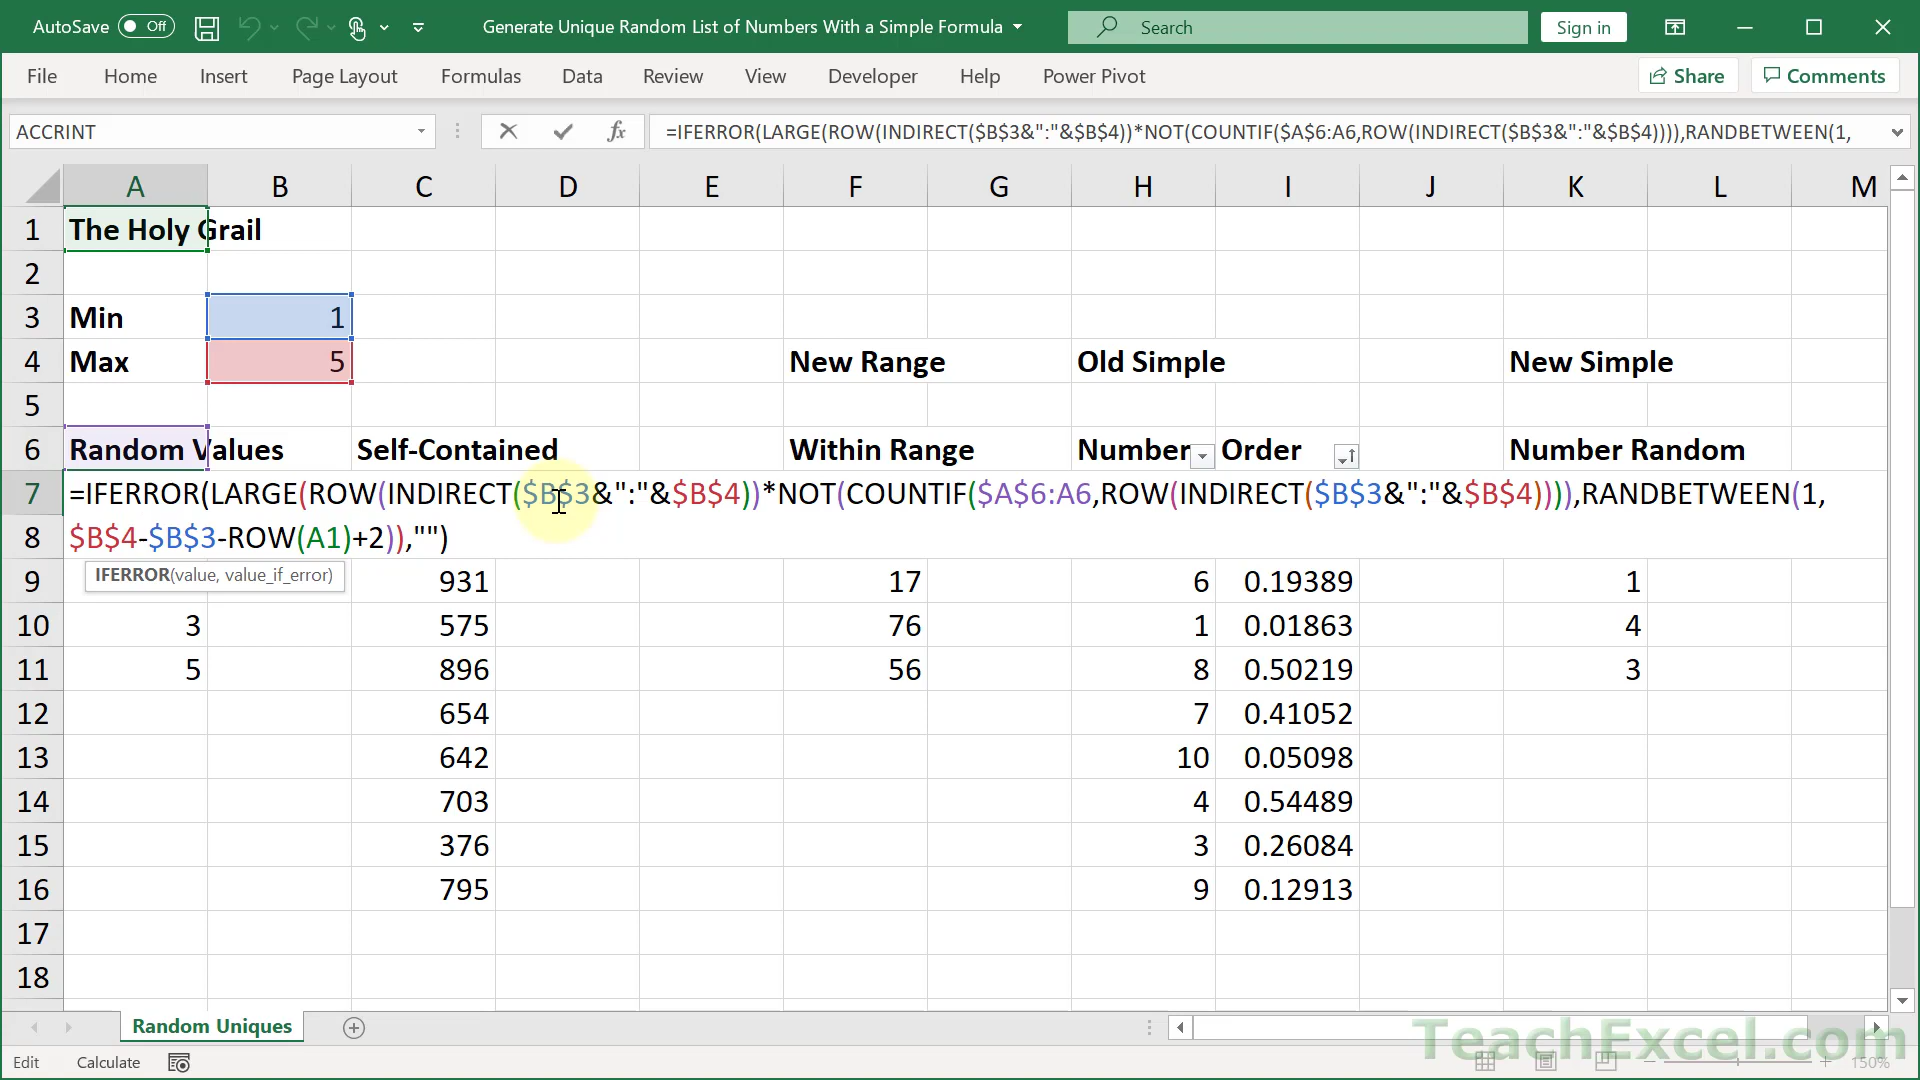 AutoSave Off Generate Unique Random List of Numbers With a Simple Formula Search Sign in
File Home Insert Page Layout Formulas Data Review View Developer Help Power Pivot Share Comments
ACCRINT fx =IFERROR(LARGE(ROW(INDIRECT($B$3&":"&$B$4))*NOT(COUNTIF($A$6:A6,ROW(INDIRECT($B$3&":"&$B$4)))),RANDBETWEEN(1,
A B C D E F G H I J K L M
1 The Holy Grail
2
3 Min 1
4 Max 5 New Range Old Simple New Simple
5
6 Random Values Self-Contained Within Range Number Order Number Random
7 =IFERROR(LARGE(ROW(INDIRECT($B$3&":"&$B$4))*NOT(COUNTIF($A$6:A6,ROW(INDIRECT($B$3&":"&$B$4)))),RANDBETWEEN(1,
8 $B$4-$B$3-ROW(A1)+2)),"")
9 IFERROR(value, value_if_error) 931 17 6 0.19389 1
10 3 575 76 1 0.01863 4
11 5 896 56 8 0.50219 3
12 654 7 0.41052
13 642 10 0.05098
14 703 4 0.54489
15 376 3 0.26084
16 795 9 0.12913
17
18
Random Uniques
TeachExcel.com
Edit Calculate 150%